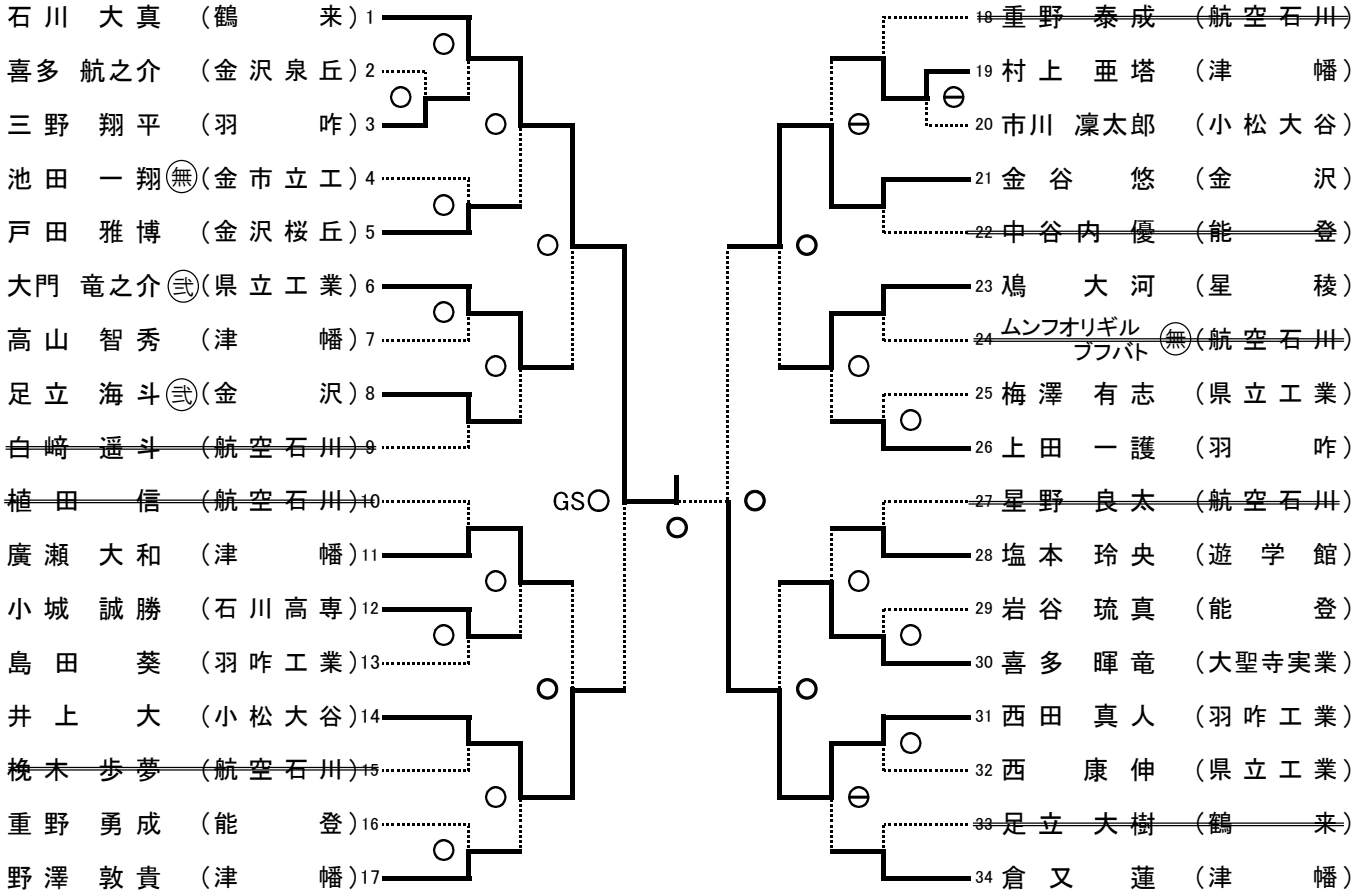 石川 大真 (鶴来) 1
喜多 航之介 (金沢泉丘) 2
三野 翔平 (羽咋) 3
池田 一翔 無 (金市立工) 4
戸田 雅博 (金沢桜丘) 5
大門 竜之介 弐 (県立工業) 6
高山 智秀 (津幡) 7
足立 海斗 弐 (金沢) 8
白﨑 遥斗 (航空石川) 9
植田 信 (航空石川) 10
廣瀬 大和 (津幡) 11
小城 誠勝 (石川高専) 12
島田 葵 (羽咋工業) 13
井上 大 (小松大谷) 14
梚木 歩夢 (航空石川) 15
重野 勇成 (能登) 16
野澤 敦貴 (津幡) 17
GS
18 重野 泰成 (航空石川)
19 村上 亜塔 (津幡)
20 市川 凜太郎 (小松大谷)
21 金谷 悠 (金沢)
22 中谷内 優 (能登)
23 鳰 大河 (星稜)
24 ムンフオリギル
ブフバト 無 (航空石川)
25 梅澤 有志 (県立工業)
26 上田 一護 (羽咋)
27 星野 良太 (航空石川)
28 塩本 玲央 (遊学館)
29 岩谷 琉真 (能登)
30 喜多 暉竜 (大聖寺実業)
31 西田 真人 (羽咋工業)
32 西 康伸 (県立工業)
33 足立 大樹 (鶴来)
34 倉又 蓮 (津幡)